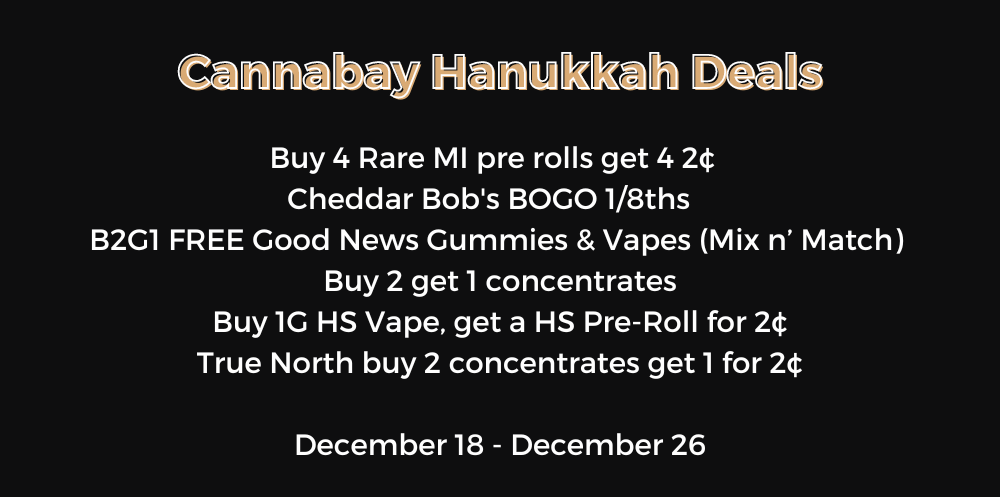 Cannabay Hanukkah Deals
Buy 4 Rare MI pre rolls get 4 2¢
Cheddar Bob's BOGO 1/8ths
B2G1 FREE Good News Gummies & Vapes (Mix n’ Match)
Buy 2 get 1 concentrates
Buy 1G HS Vape, get a HS Pre-Roll for 2¢
True North buy 2 concentrates get 1 for 2¢
December 18 - December 26